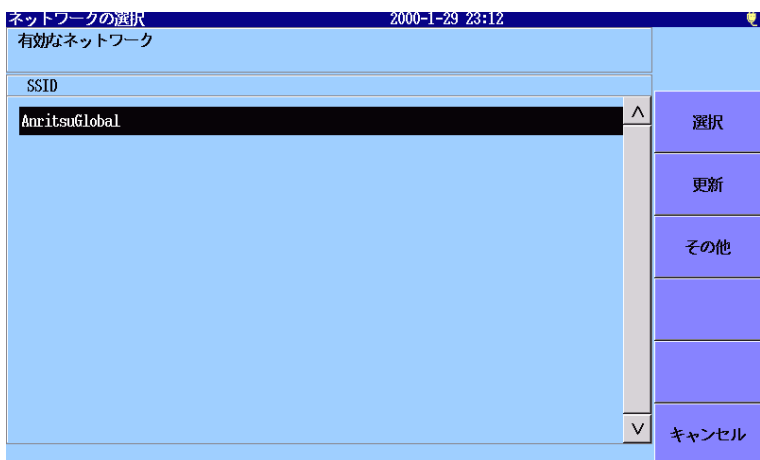 ネットワークの選択 2000-1-29 23:12
有効なネットワーク
SSID
AnritsuGlobal
選択
更新
その他
キャンセル